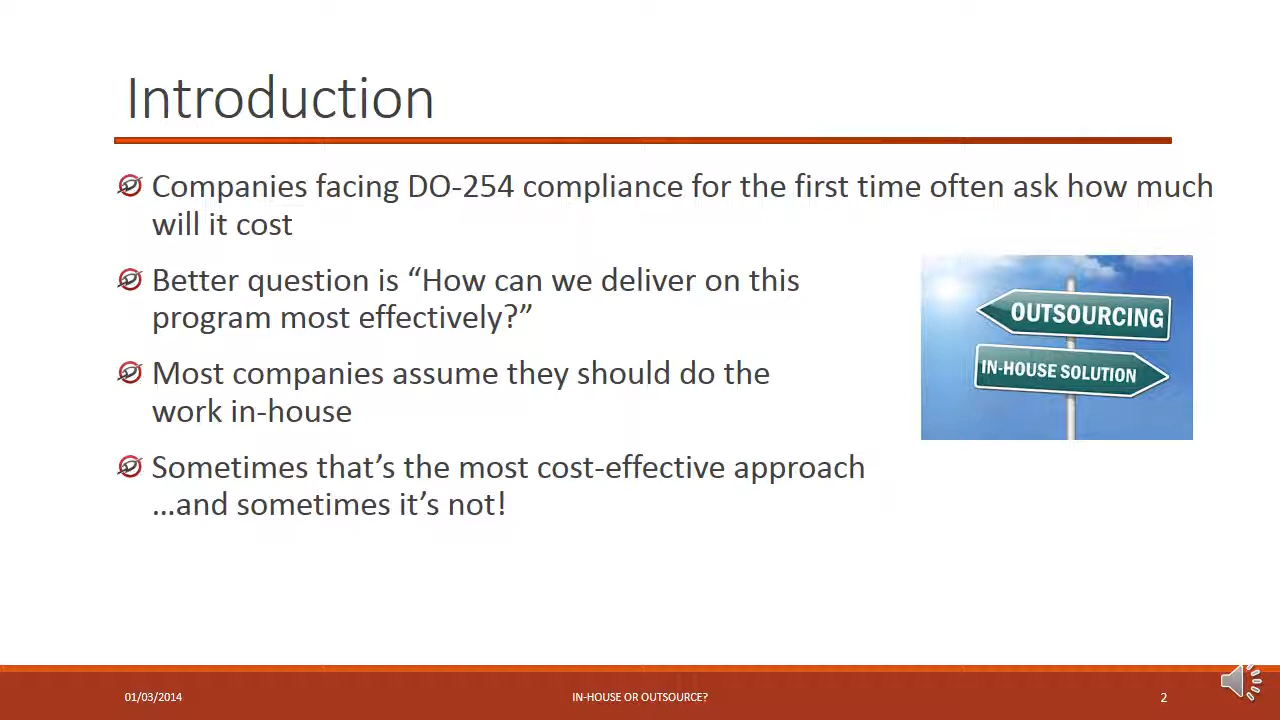 Introduction
Companies facing DO-254 compliance for the first time often ask how much
will it cost
Better question is “How can we deliver on this
program most effectively?”
Most companies assume they should do the
work in-house
Sometimes that’s the most cost-effective approach
…and sometimes it’s not!
OUTSOURCING
IN-HOUSE SOLUTION
01/03/2014
IN-HOUSE OR OUTSOURCE?
2